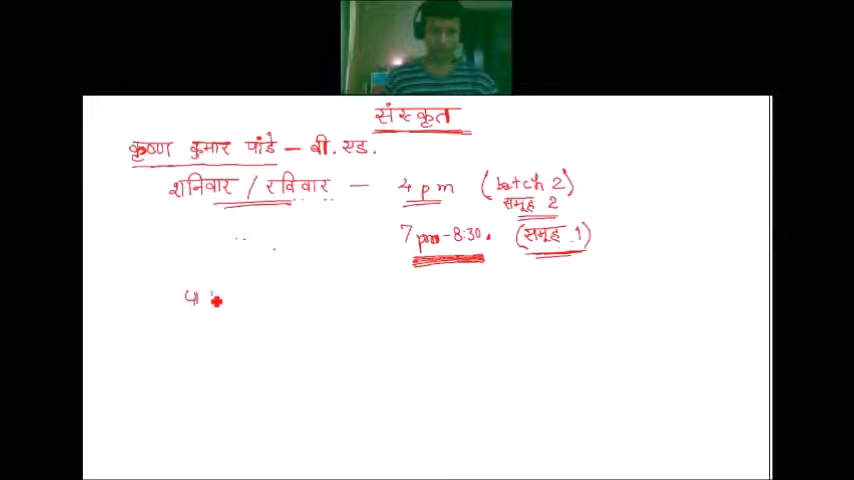 संस्कृत
कृष्ण कुमार पांडे – बी. एड.
शनिवार / रविवार – 4 pm (batch 2)
समूह 2
7 pm – 8:30. (समूह 1)
पा